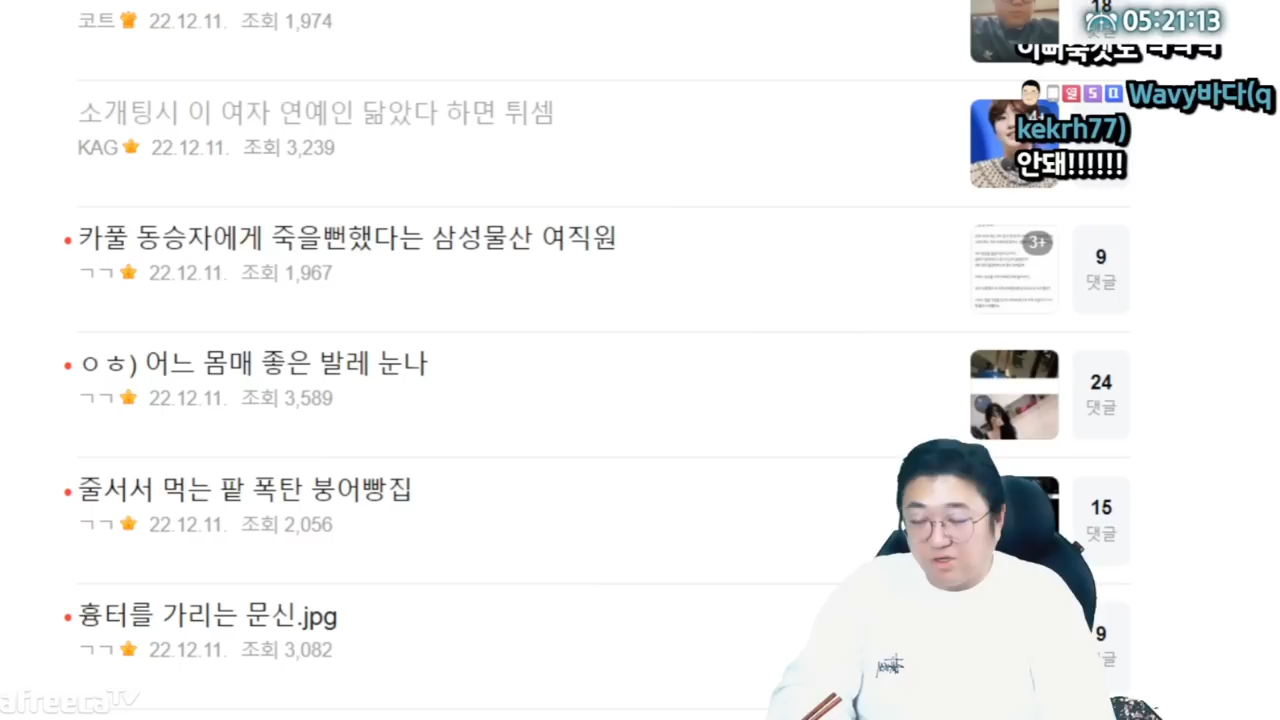 코트 22.12.11. 조회 1,974
18
05:21:13
소개팅시 이 여자 연예인 닮았다 하면 튀셈
KAG 22.12.11. 조회 3,239
열 5 Wavy바다(q
kekrh77)
안돼!!!!!!
카풀 동승자에게 죽을뻔했다는 삼성물산 여직원
ㄱㄱ 22.12.11. 조회 1,967
3+
9
댓글
ㅇㅎ) 어느 몸매 좋은 발레 눈나
ㄱㄱ 22.12.11. 조회 3,589
24
댓글
줄서서 먹는 팥 폭탄 붕어빵집
ㄱㄱ 22.12.11. 조회 2,056
15
댓글
흉터를 가리는 문신.jpg
ㄱㄱ 22.12.11. 조회 3,082
9
afreecaTV